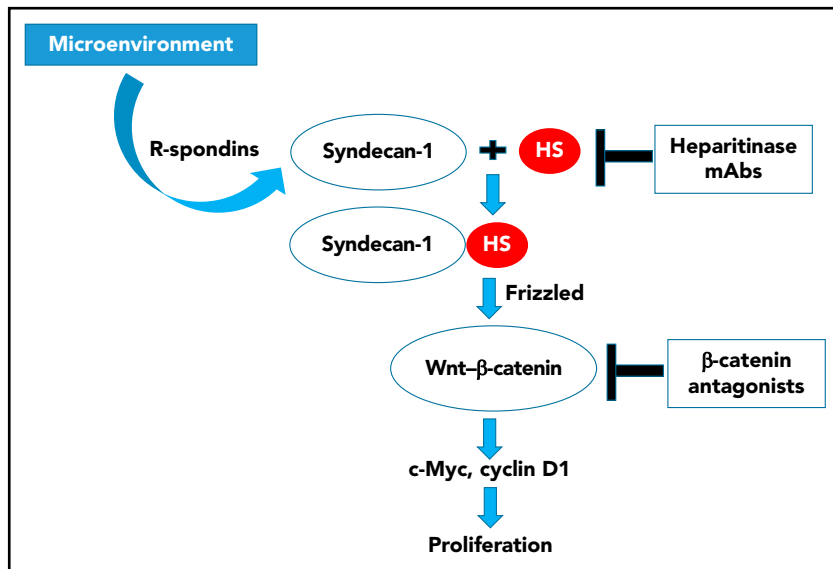 Microenvironment
R-spondins
Syndecan-1
HS
Heparitinase
mAbs
Syndecan-1
HS
Frizzled
Wnt–β-catenin
β-catenin
antagonists
c-Myc, cyclin D1
Proliferation